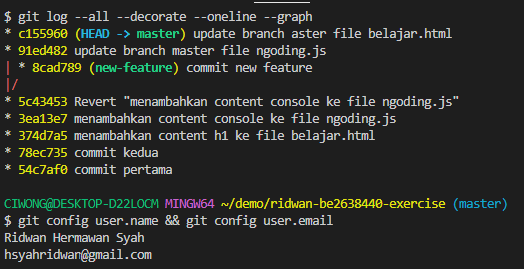 $ git log --all --decorate --oneline --graph
* c155960 (HEAD -> master) update branch aster file belajar.html
* 91ed482 update branch master file ngoding.js
| * 8cad789 (new-feature) commit new feature
|/
* 5c43453 Revert "menambahkan content console ke file ngoding.js"
* 3ea13e7 menambahkan content console ke file ngoding.js
* 374d7a5 menambahkan content h1 ke file belajar.html
* 78ec735 commit kedua
* 54c7af0 commit pertama
CIWONG@DESKTOP-D22LOCM MINGW64 ~/demo/ridwan-be2638440-exercise (master)
$ git config user.name && git config user.email
Ridwan Hermawan Syah
hsyahridwan@gmail.com